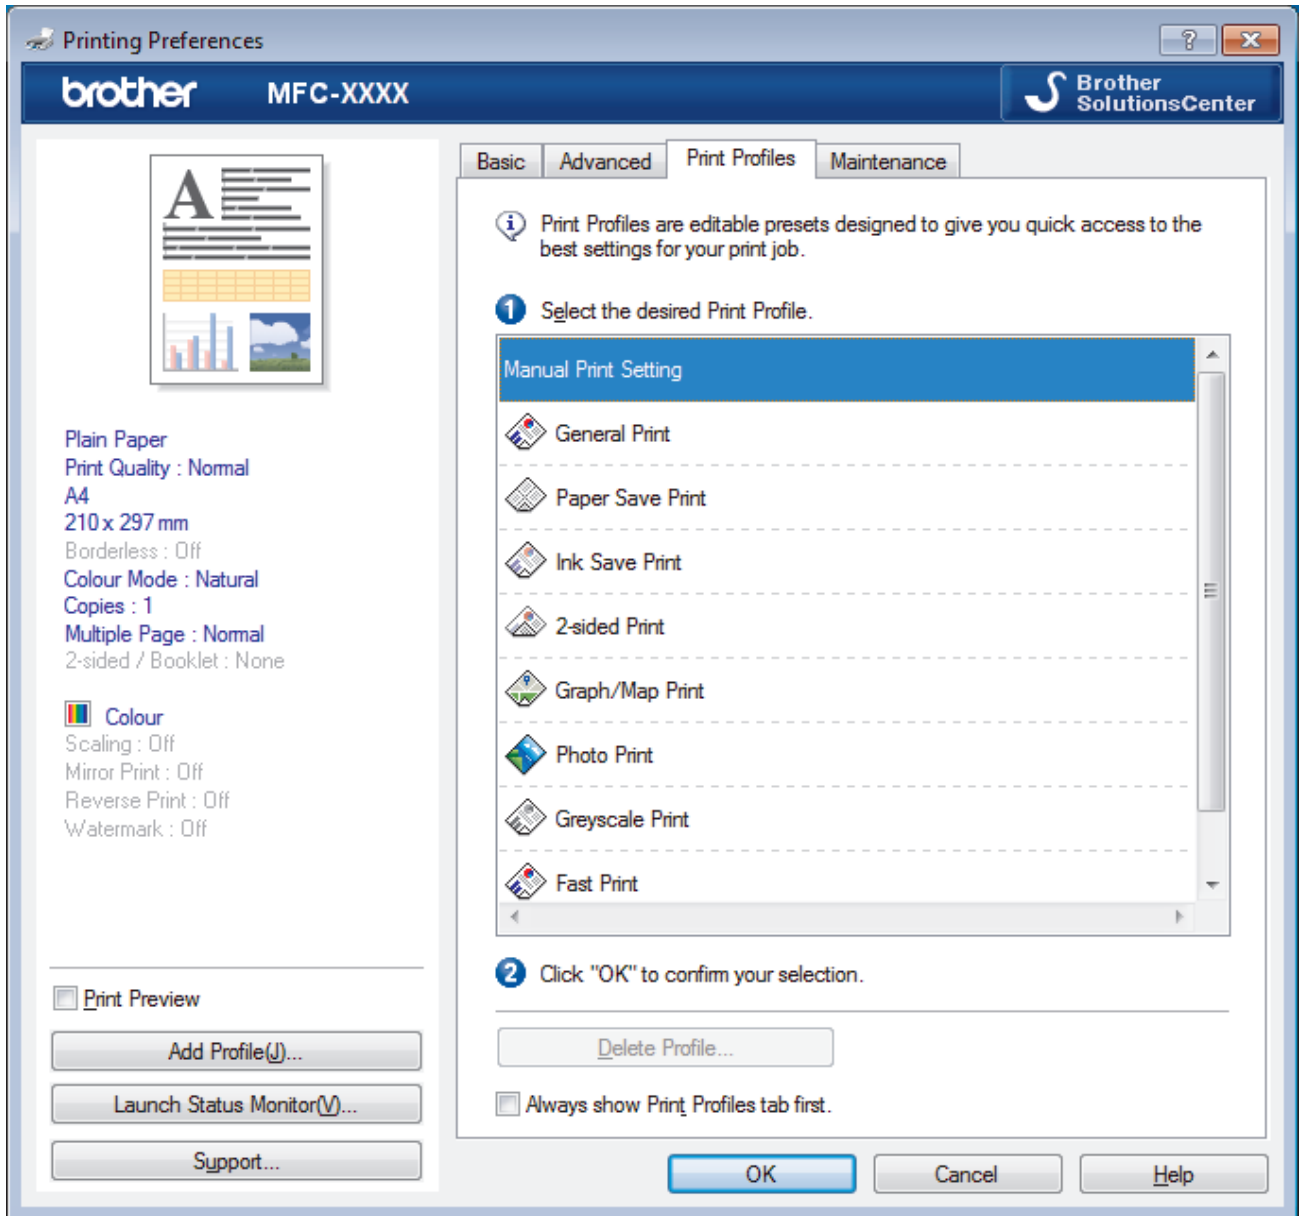 Printing Preferences
brother MFC-XXXX
Brother
SolutionsCenter
Basic Advanced Print Profiles Maintenance
A
Print Profiles are editable presets designed to give you quick access to the
best settings for your print job.
1 Select the desired Print Profile.
Manual Print Setting
General Print
Paper Save Print
Ink Save Print
2-sided Print
Graph/Map Print
Photo Print
Greyscale Print
Fast Print
2 Click "OK" to confirm your selection.
Delete Profile...
Always show Print Profiles tab first.
Plain Paper
Print Quality : Normal
A4
210 x 297 mm
Borderless : Off
Colour Mode : Natural
Copies : 1
Multiple Page : Normal
2-sided / Booklet : None
Colour
Scaling : Off
Mirror Print : Off
Reverse Print : Off
Watermark : Off
Print Preview
Add Profile(J)...
Launch Status Monitor(V)...
Support...
OK Cancel Help